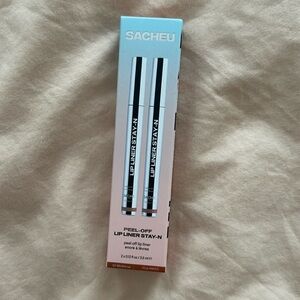 SACHEU
LIP LINER STAY-N
LIP LINER STAY-N
PEEL-OFF
LIP LINER STAY-N
peel off lip liner